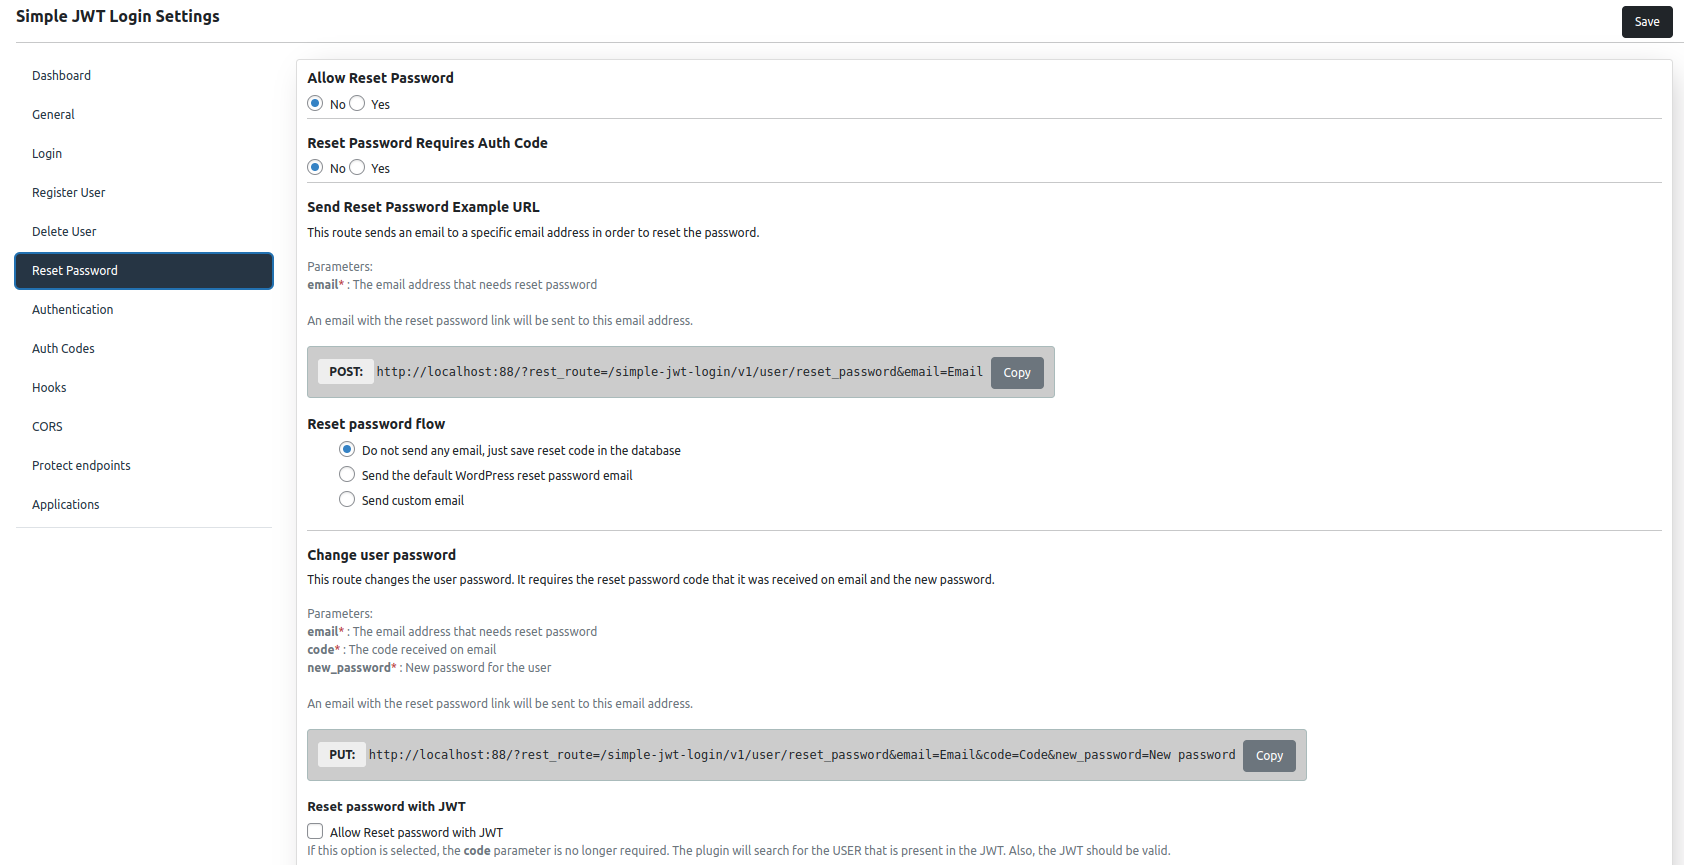 Simple JWT Login Settings
Save
Dashboard
General
Login
Register User
Delete User
Reset Password
Authentication
Auth Codes
Hooks
CORS
Protect endpoints
Applications
Allow Reset Password
No Yes
Reset Password Requires Auth Code
No Yes
Send Reset Password Example URL
This route sends an email to a specific email address in order to reset the password.
Parameters:
email* : The email address that needs reset password
An email with the reset password link will be sent to this email address.
POST: http://localhost:88/?rest_route=/simple-jwt-login/v1/user/reset_password&email=Email Copy
Reset password flow
Do not send any email, just save reset code in the database
Send the default WordPress reset password email
Send custom email
Change user password
This route changes the user password. It requires the reset password code that it was received on email and the new password.
Parameters:
email* : The email address that needs reset password
code* : The code received on email
new_password* : New password for the user
An email with the reset password link will be sent to this email address.
PUT: http://localhost:88/?rest_route=/simple-jwt-login/v1/user/reset_password&email=Email&code=Code&new_password=New password Copy
Reset password with JWT
Allow Reset password with JWT
If this option is selected, the code parameter is no longer required. The plugin will search for the USER that is present in the JWT. Also, the JWT should be valid.